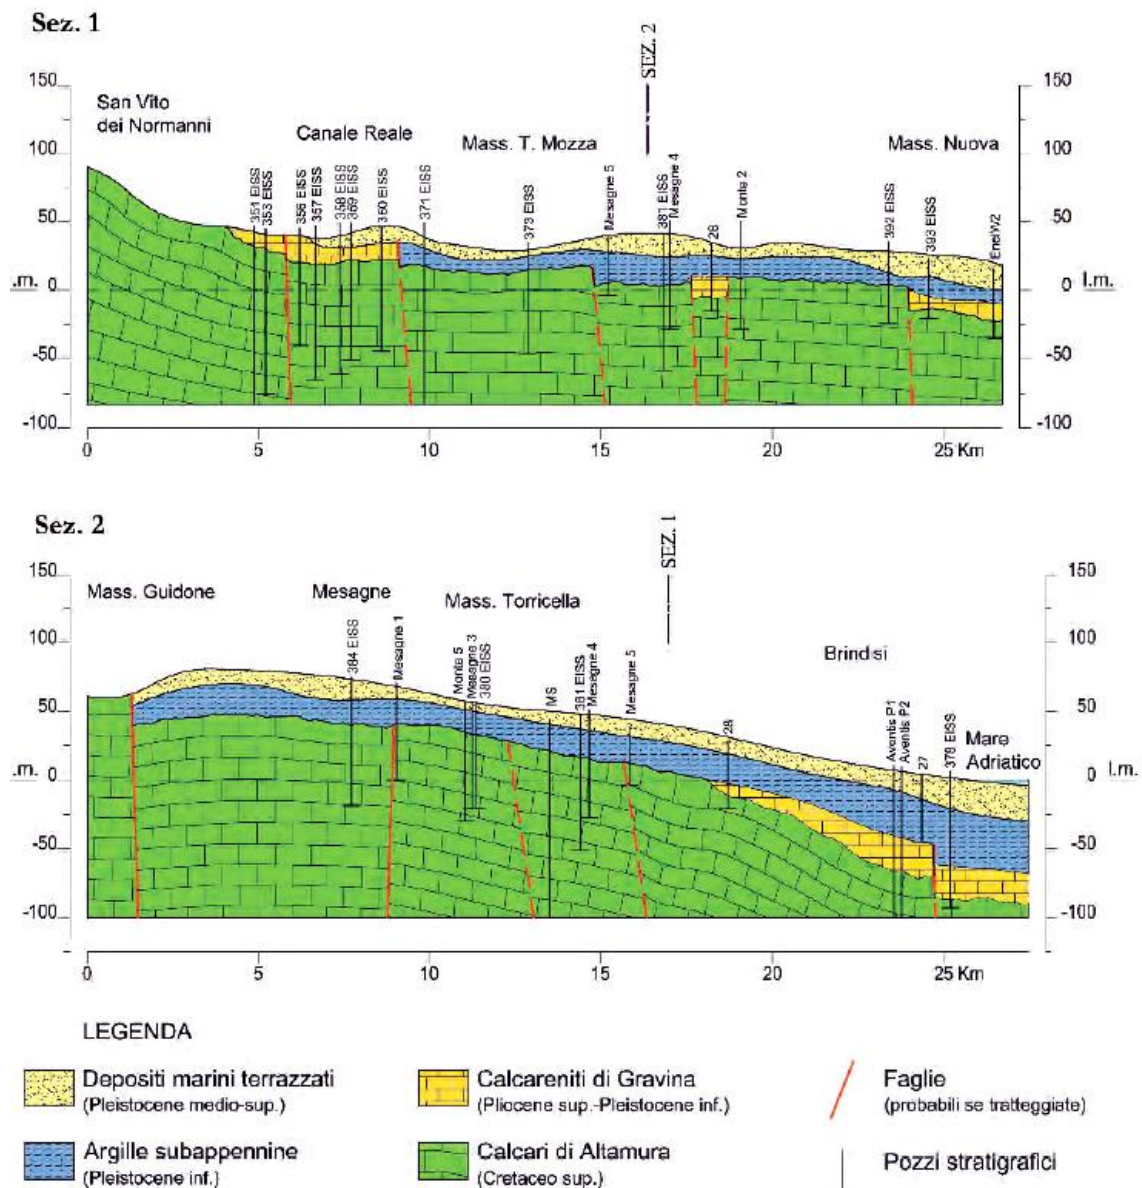 Sez. 1
SEZ. 2
150
150
San Vito
dei Normanni
Canale Reale
Mass. T. Mozza
Mass. Nuova
100
100
351 EISS
353 EISS
356 EISS
357 EISS
358 EISS
359 EISS
360 EISS
371 EISS
373 EISS
Mesagne 5
381 EISS
Mesagne 4
28
Monte 2
392 EISS
393 EISS
50
50
.m.
0
0
l.m.
-50
-50
-100
-100
0
5
10
15
20
25 Km
Sez. 2
SEZ. 1
150
150
Mass. Guidone
Mesagne
Mass. Torricella
100
100
Brindisi
384 EISS
Mesagne 1
Monta 5
Mesagne 3
380 EISS
MS
381 EISS
Mesagne 4
Mesagne 5
28
Aventis P1
Aventis P2
27
378 EISS
Mare
Adriatico
50
50
.m.
0
0
l.m.
-50
-50
-100
-100
0
5
10
15
20
25 Km
LEGENDA
Depositi marini terrazzati
(Pleistocene medio-sup.)
Calcareniti di Gravina
(Pliocene sup.-Pleistocene inf.)
Faglie
(probabili se tratteggiate)
Argille subappennine
(Pleistocene inf.)
Calcari di Altamura
(Cretaceo sup.)
Pozzi stratigrafici